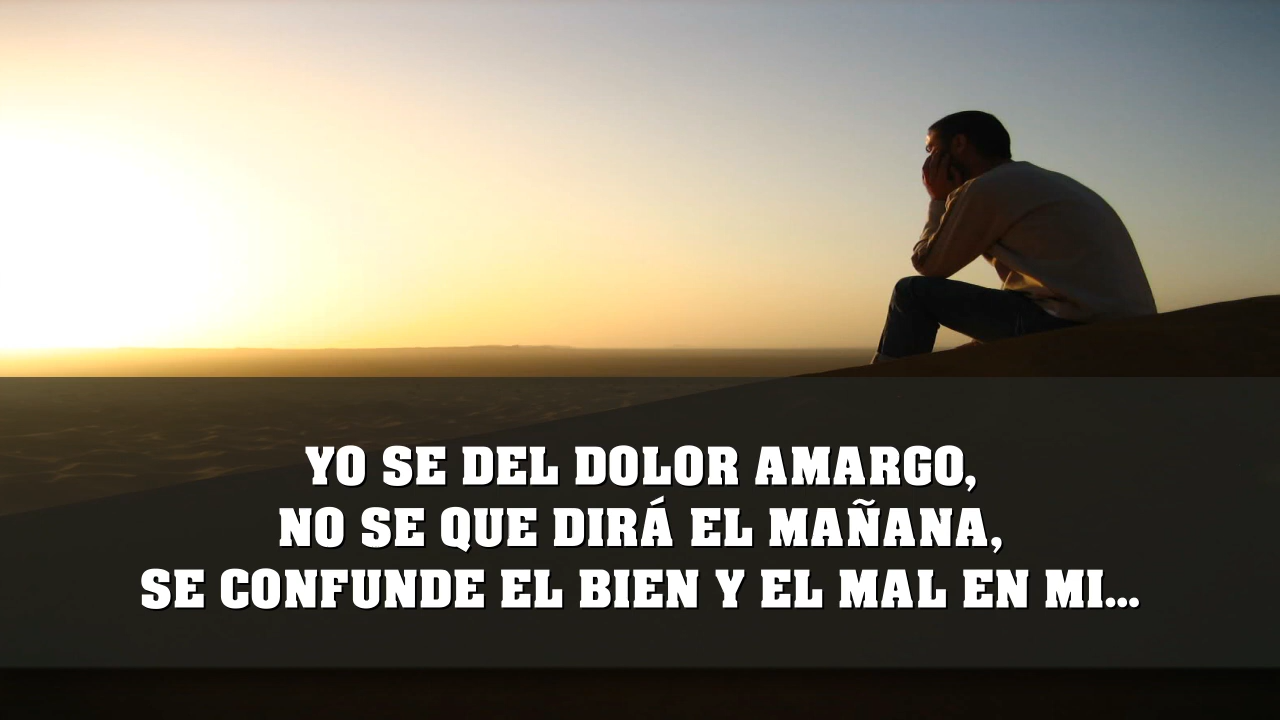 YO SE DEL DOLOR AMARGO,
NO SE QUE DIRÁ EL MAÑANA,
SE CONFUNDE EL BIEN Y EL MAL EN MI...